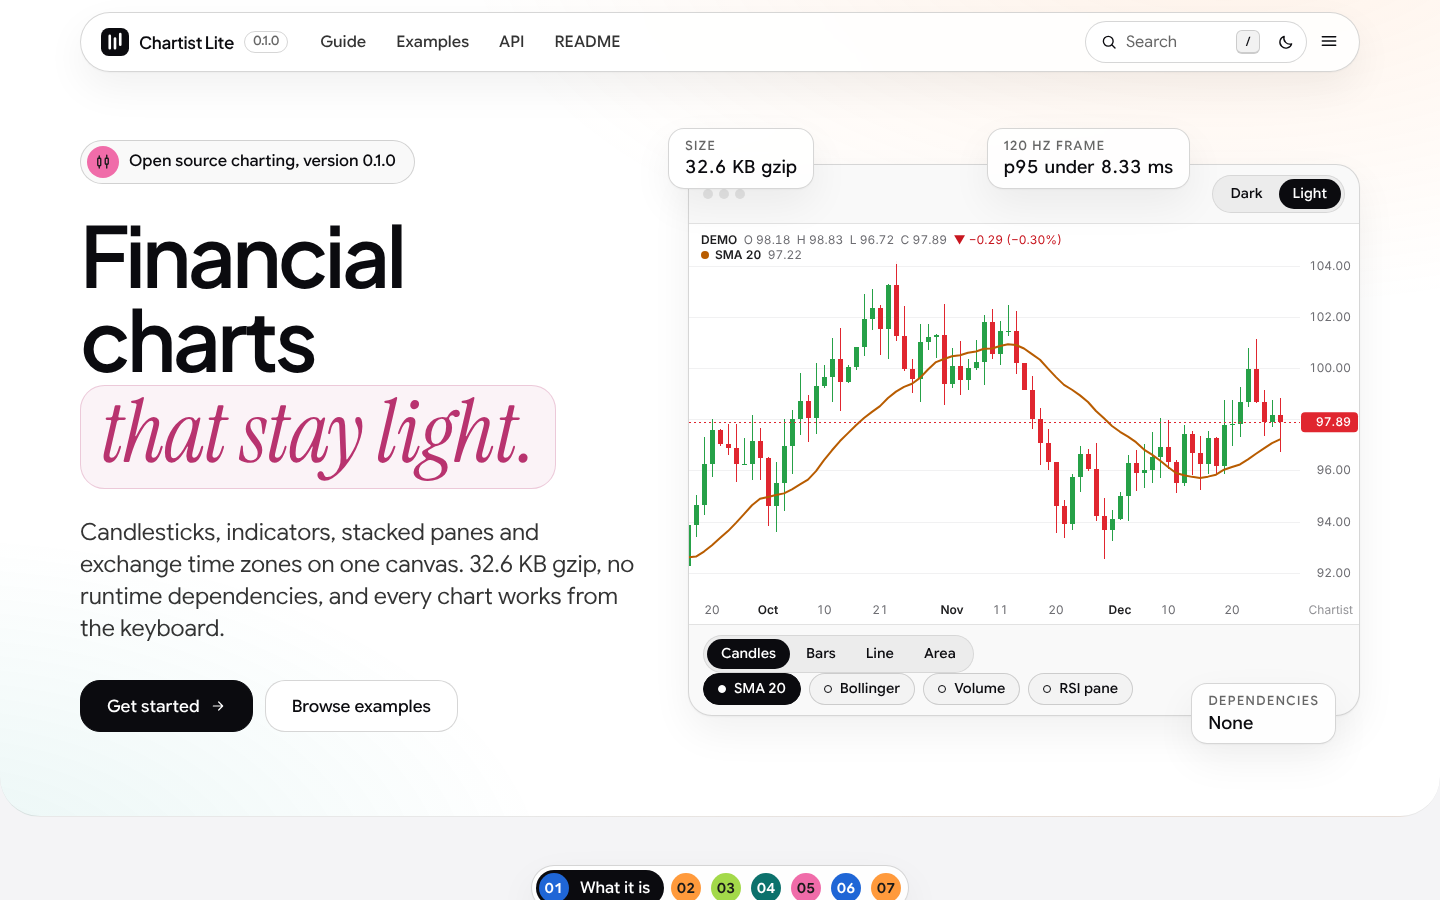 Chartist Lite 0.1.0 Guide Examples API README Search /
Open source charting, version 0.1.0
Financial
charts
that stay light.
Candlesticks, indicators, stacked panes and
exchange time zones on one canvas. 32.6 KB gzip, no
runtime dependencies, and every chart works from
the keyboard.
Get started → Browse examples
SIZE
32.6 KB gzip
120 HZ FRAME
p95 under 8.33 ms
Dark Light
DEMO O 98.18 H 98.83 L 96.72 C 97.89 ▼ −0.29 (−0.30%)
SMA 20 97.22
104.00
102.00
100.00
97.89
96.00
94.00
92.00
20 Oct 10 21 Nov 11 20 Dec 10 20 Chartist
Candles Bars Line Area
SMA 20 Bollinger Volume RSI pane
DEPENDENCIES
None
01 What it is 02 03 04 05 06 07